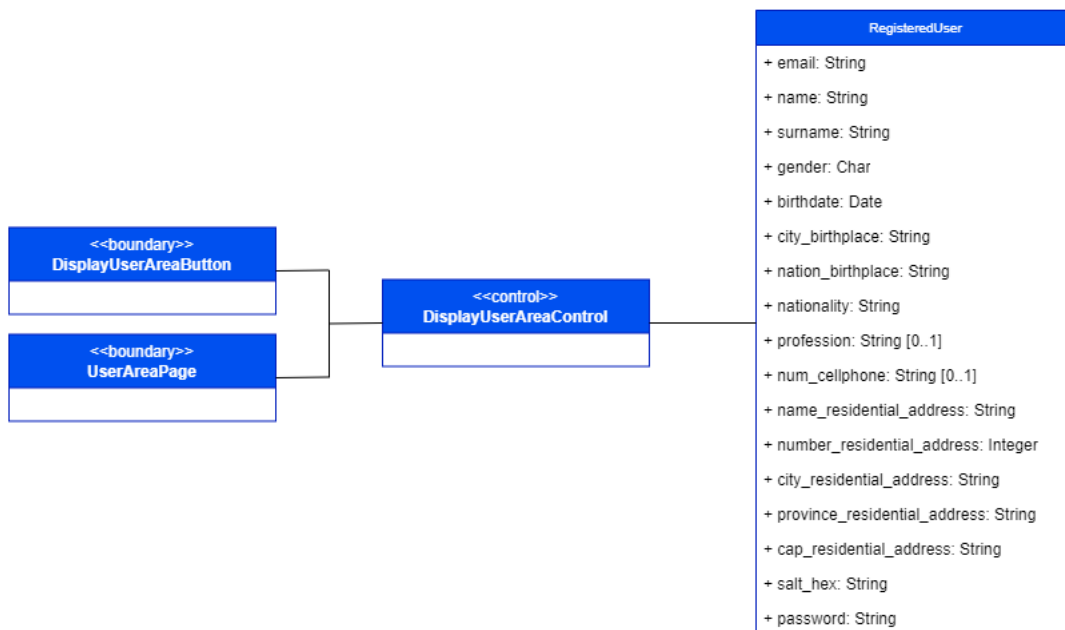 <<boundary>>
DisplayUserAreaButton
<<boundary>>
UserAreaPage
<<control>>
DisplayUserAreaControl
RegisteredUser
+ email: String
+ name: String
+ surname: String
+ gender: Char
+ birthdate: Date
+ city_birthplace: String
+ nation_birthplace: String
+ nationality: String
+ profession: String [0..1]
+ num_cellphone: String [0..1]
+ name_residential_address: String
+ number_residential_address: Integer
+ city_residential_address: String
+ province_residential_address: String
+ cap_residential_address: String
+ salt_hex: String
+ password: String